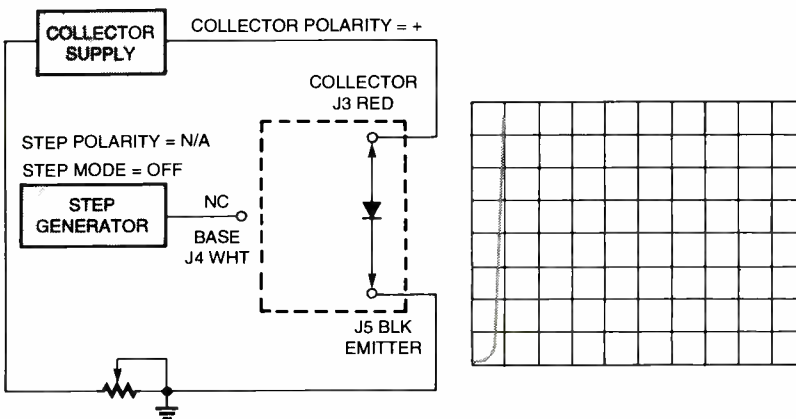 COLLECTOR
SUPPLY
COLLECTOR POLARITY = +
COLLECTOR
J3 RED
STEP POLARITY = N/A
STEP MODE = OFF
STEP
GENERATOR
NC
BASE
J4 WHT
J5 BLK
EMITTER